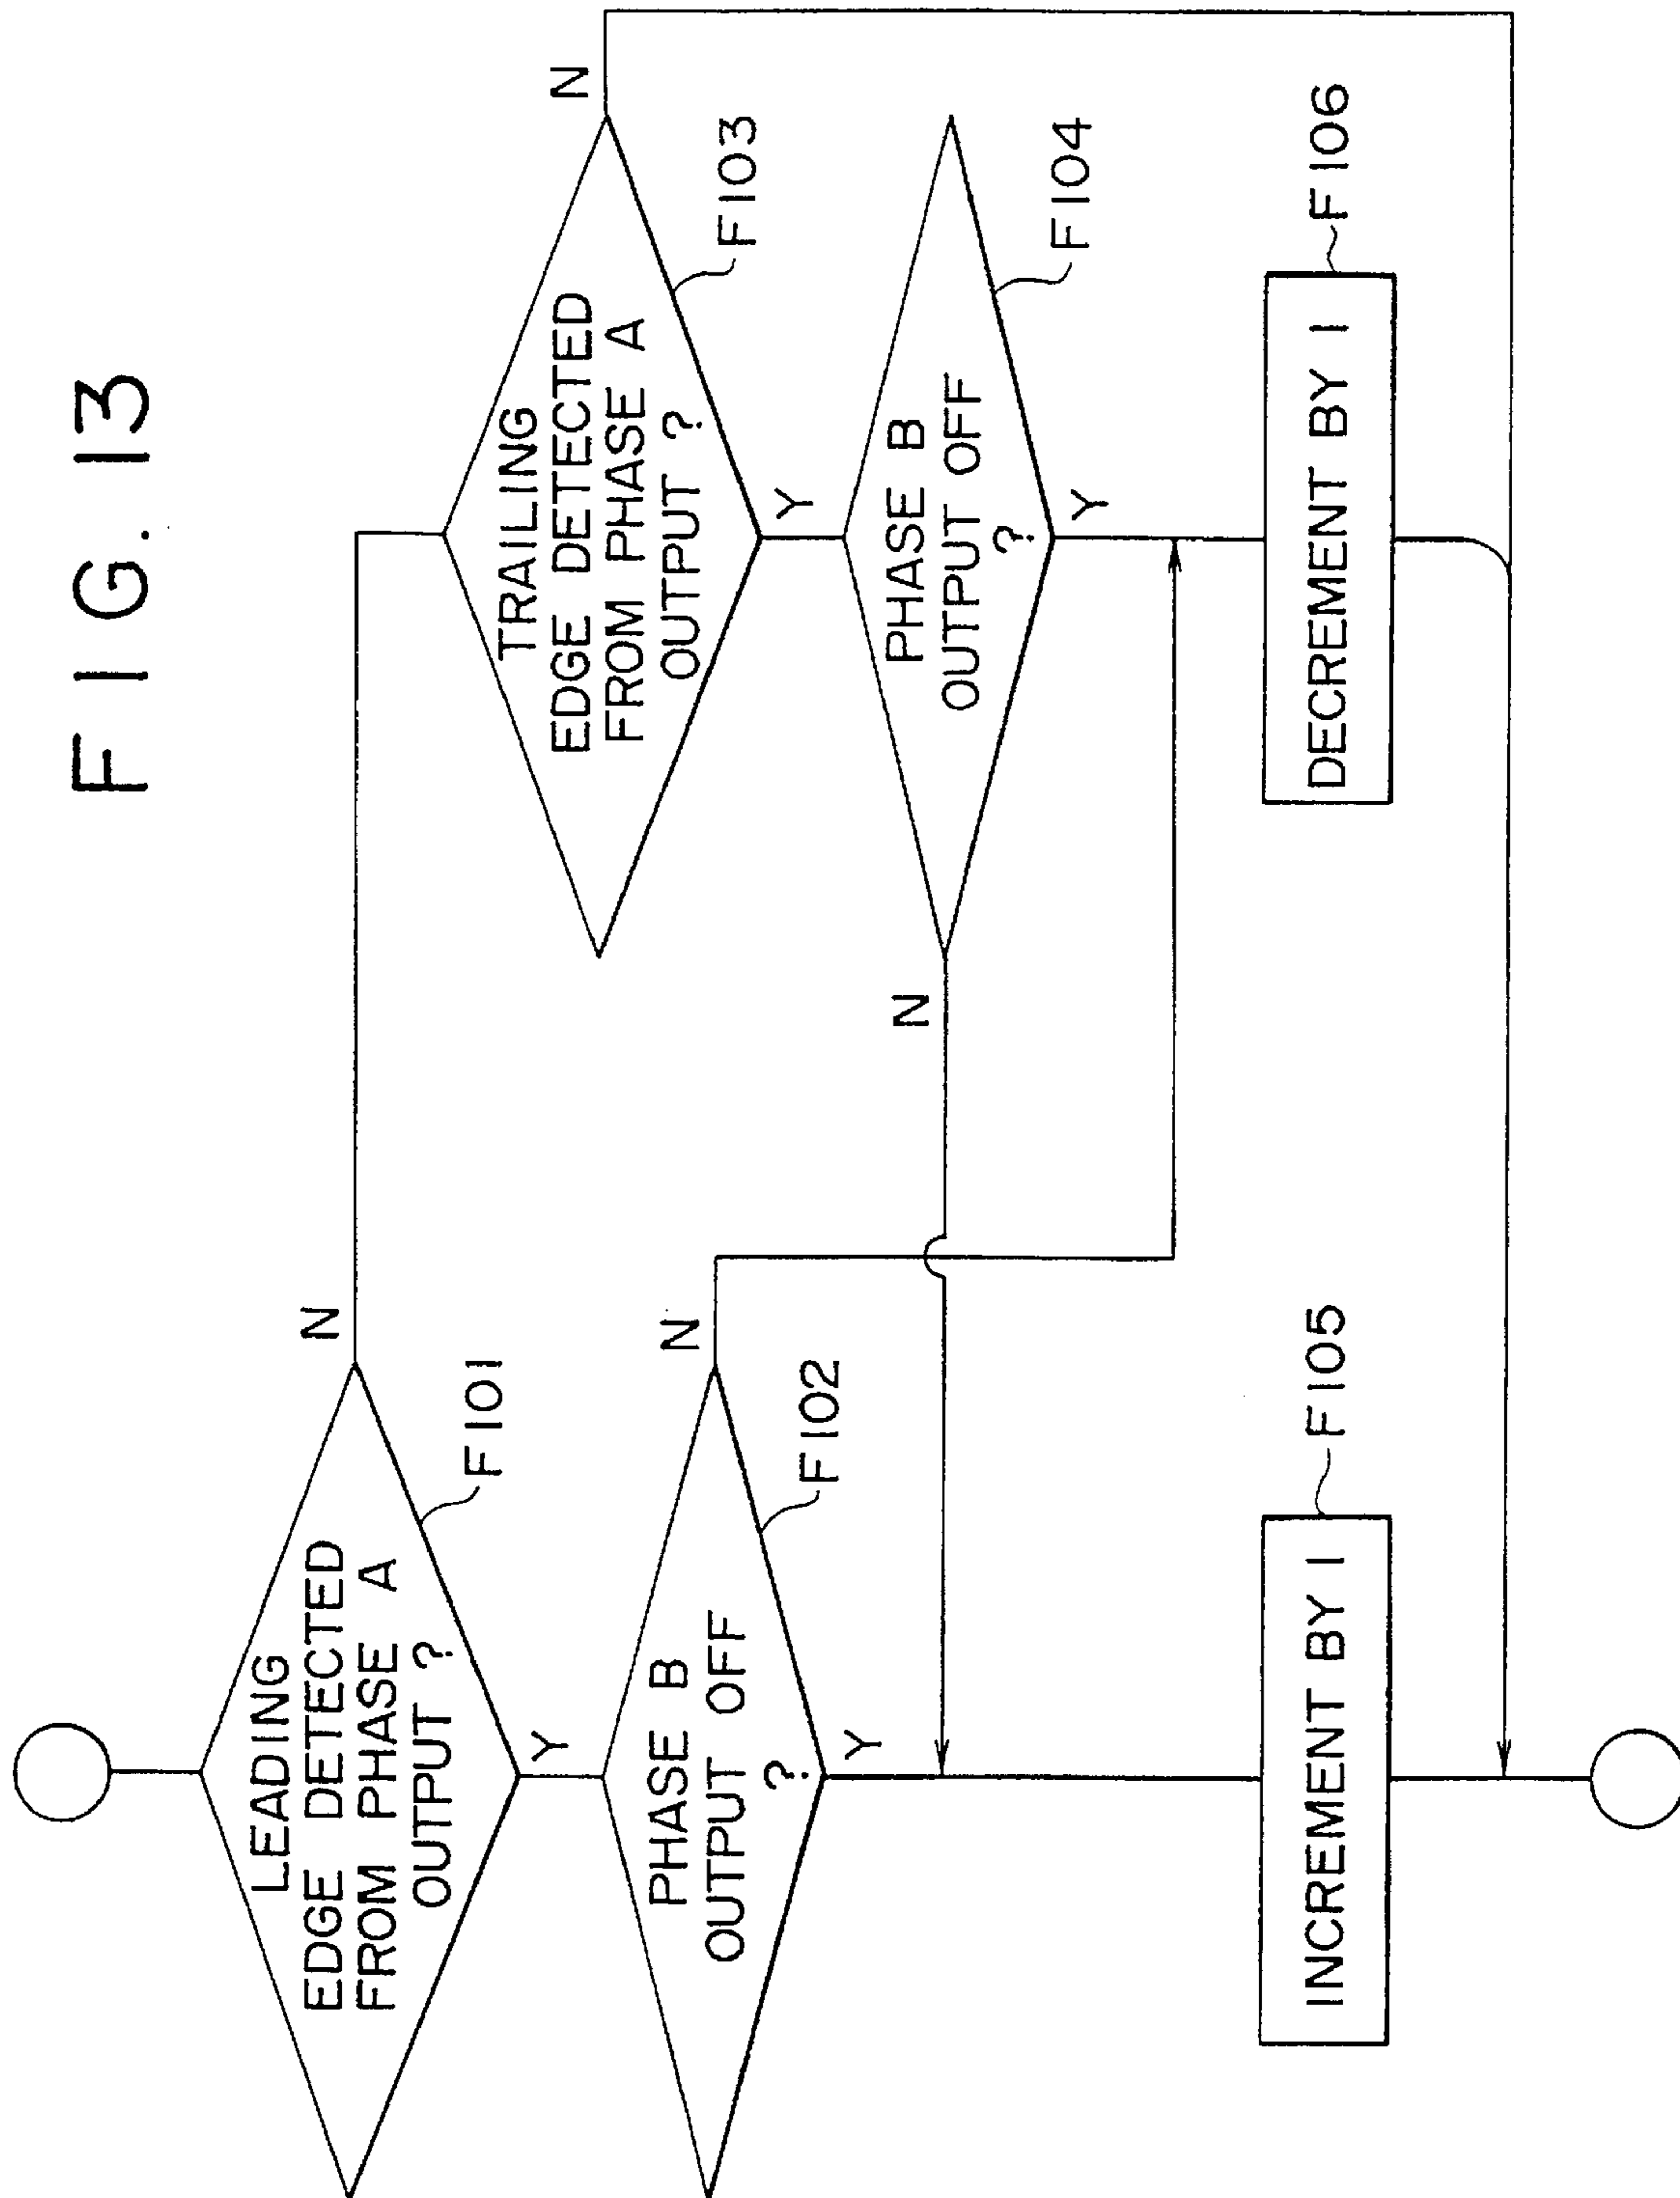 FIG. 13
LEADING
EDGE DETECTED
FROM PHASE A
OUTPUT ?
F101
N
Y
TRAILING
EDGE DETECTED
FROM PHASE A
OUTPUT ?
F103
N
Y
PHASE B
OUTPUT OFF
?
F102
N
Y
PHASE B
OUTPUT OFF
?
F104
N
Y
INCREMENT BY 1
F105
DECREMENT BY 1
F106